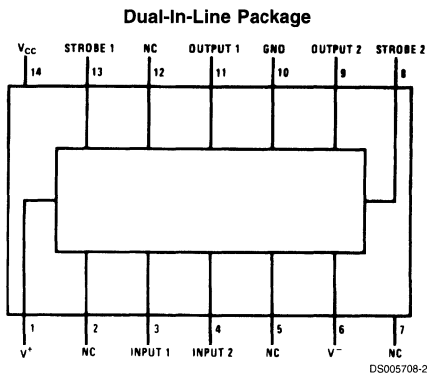 Dual-In-Line Package
VCC STROBE 1 NC OUTPUT 1 GND OUTPUT 2 STROBE 2
14 13 12 11 10 9 8
1 2 3 4 5 6 7
V+ NC INPUT 1 INPUT 2 NC V− NC
DS005708-2